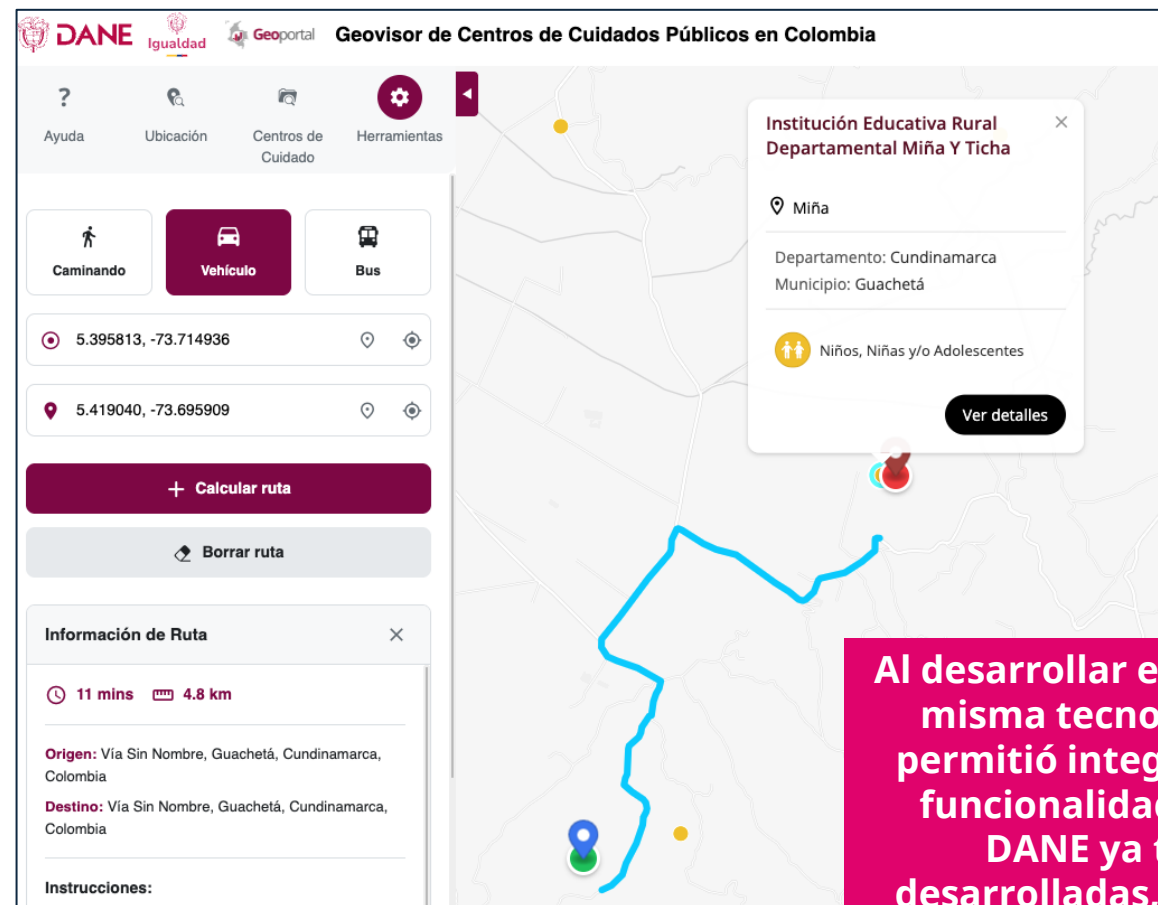 DANE
Igualdad
Geoportal
Geovisor de Centros de Cuidados Públicos en Colombia
?
Ayuda
Ubicación
Centros de
Cuidado
Herramientas
Caminando
Vehículo
Bus
5.395813, -73.714936
5.419040, -73.695909
+ Calcular ruta
Borrar ruta
Información de Ruta
11 mins 4.8 km
Origen: Vía Sin Nombre, Guachetá, Cundinamarca,
Colombia
Destino: Vía Sin Nombre, Guachetá, Cundinamarca,
Colombia
Instrucciones:
Institución Educativa Rural
Departamental Miña Y Ticha
Miña
Departamento: Cundinamarca
Municipio: Guachetá
Niños, Niñas y/o Adolescentes
Ver detalles
Al desarrollar e
misma tecno
permitió integ
funcionalida
DANE ya t
desarrolladas.